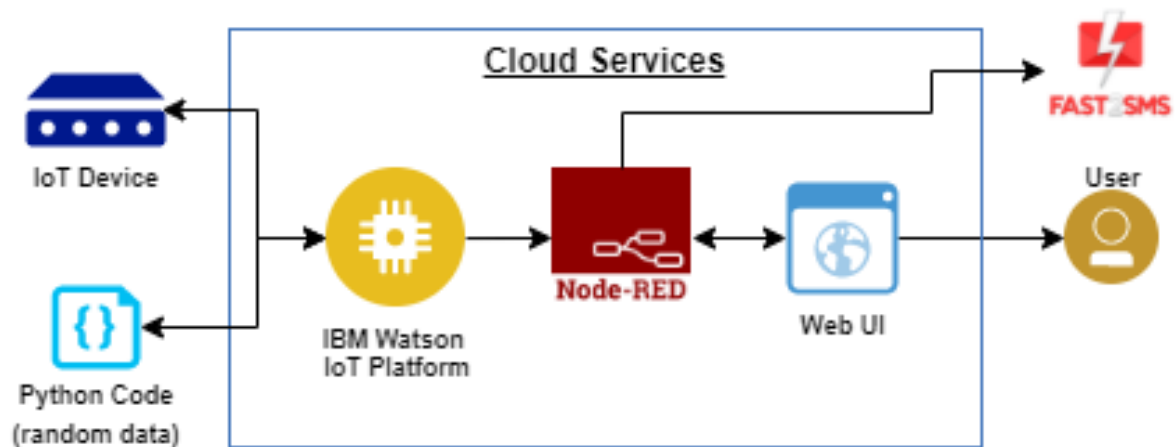 Cloud Services
FAST2SMS
IoT Device
User
Node-RED
{ }
IBM Watson
IoT Platform
Web UI
Python Code
(random data)